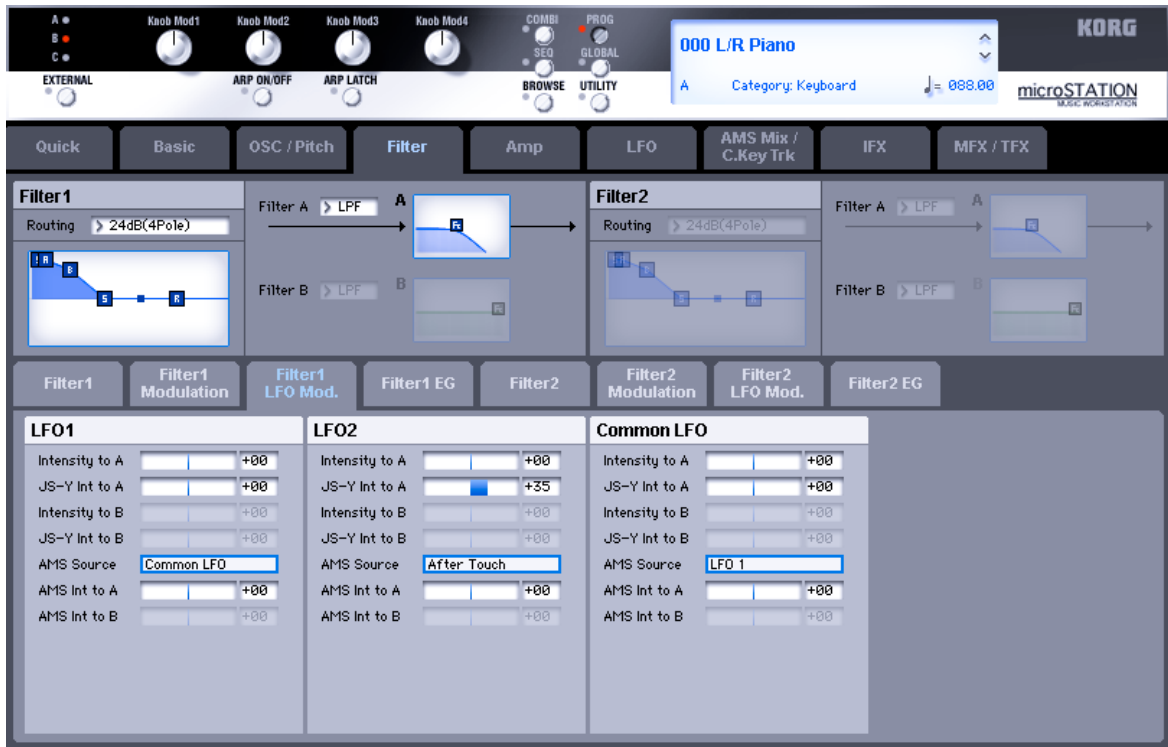 A Knob Mod1 Knob Mod2 Knob Mod3 Knob Mod4 COMBI PROG KORG
B
C SEQ GLOBAL 000 L/R Piano
EXTERNAL ARP ON/OFF ARP LATCH BROWSE UTILITY A Category: Keyboard ♩= 088.00 microSTATION
MUSIC WORKSTATION
Quick Basic OSC / Pitch Filter Amp LFO AMS Mix / C.Key Trk IFX MFX / TFX
Filter1
Routing 24dB(4Pole)
A B S R
Filter A LPF A Fc
Filter B LPF B Fc
Filter2
Routing 24dB(4Pole)
S R
Filter A LPF A Fc
Filter B LPF B Fc
Filter1 Filter1 Modulation Filter1 LFO Mod. Filter1 EG Filter2 Filter2 Modulation Filter2 LFO Mod. Filter2 EG
LFO1
Intensity to A +00
JS-Y Int to A +00
Intensity to B +00
JS-Y Int to B +00
AMS Source Common LFO
AMS Int to A +00
AMS Int to B +00
LFO2
Intensity to A +00
JS-Y Int to A +35
Intensity to B +00
JS-Y Int to B +00
AMS Source After Touch
AMS Int to A +00
AMS Int to B +00
Common LFO
Intensity to A +00
JS-Y Int to A +00
Intensity to B +00
JS-Y Int to B +00
AMS Source LFO 1
AMS Int to A +00
AMS Int to B +00